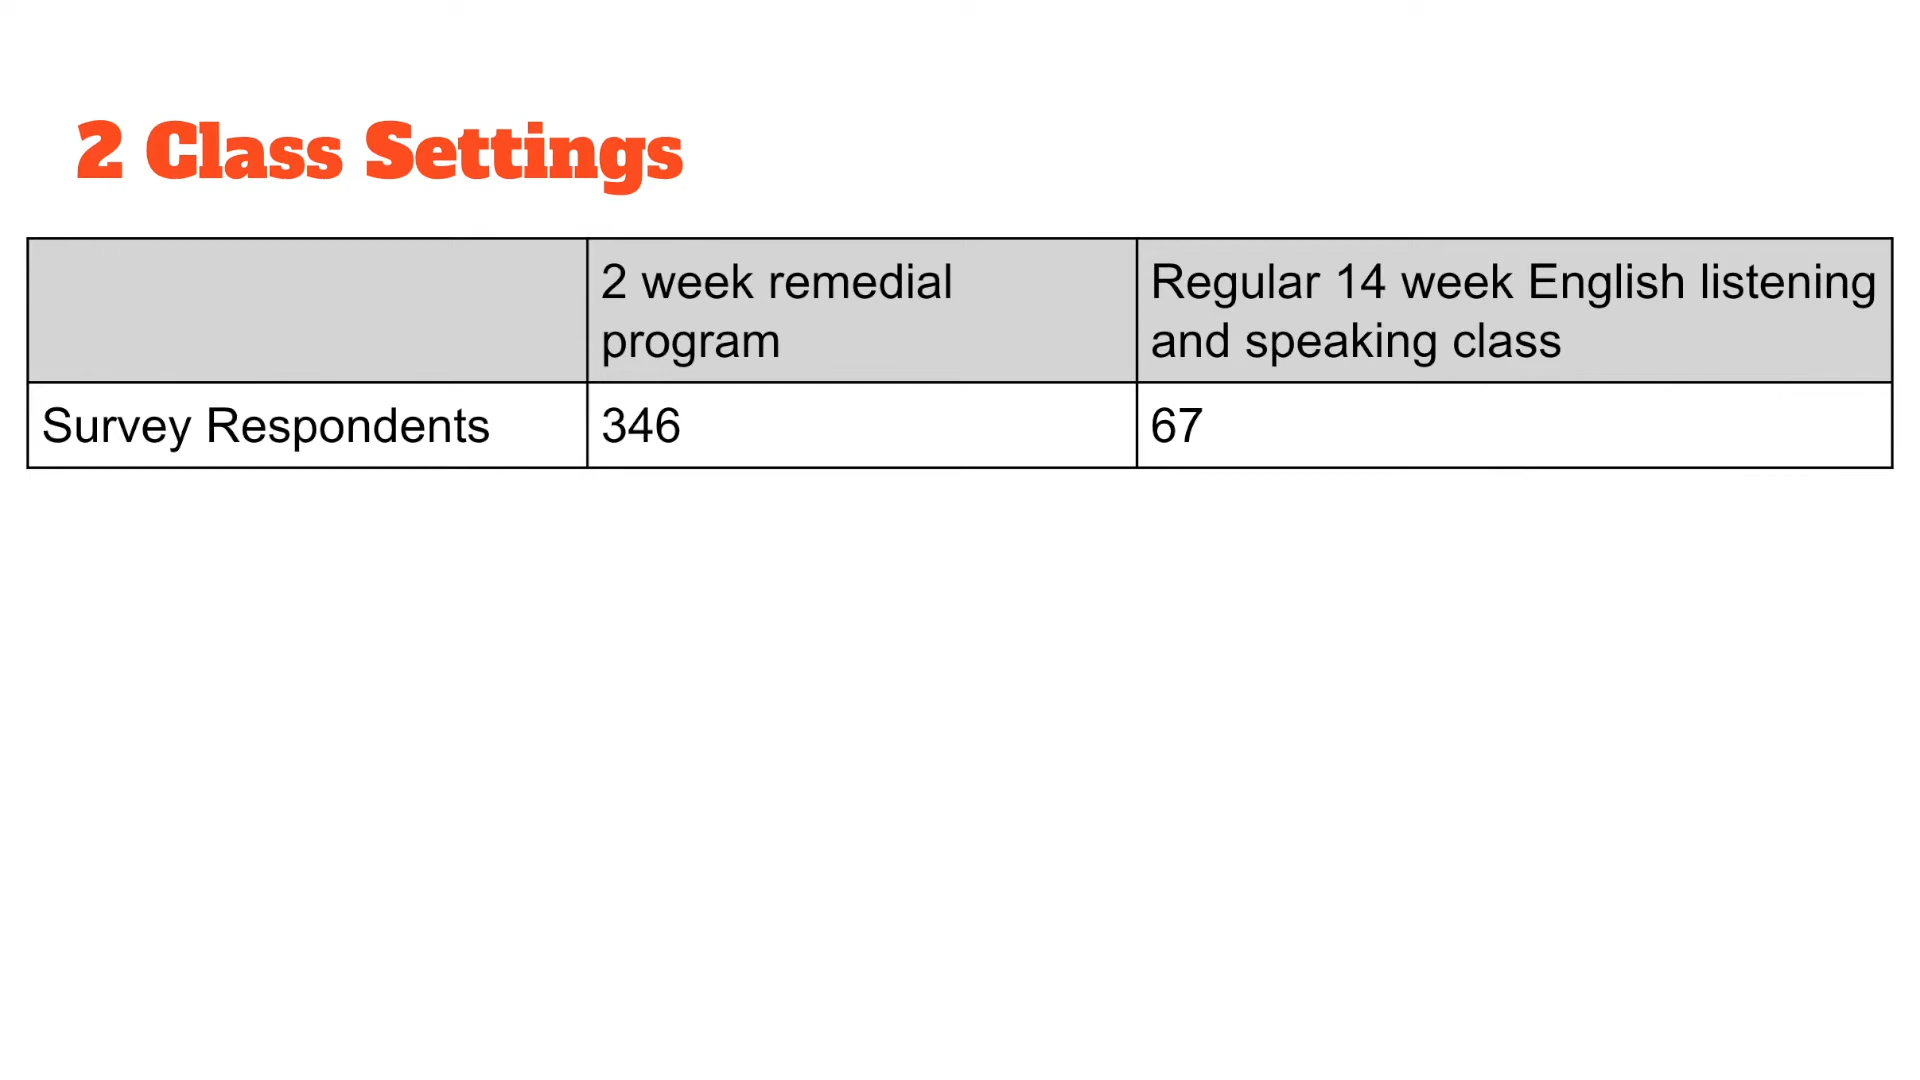 2 Class Settings
2 week remedial
program
Regular 14 week English listening
and speaking class
Survey Respondents
346
67